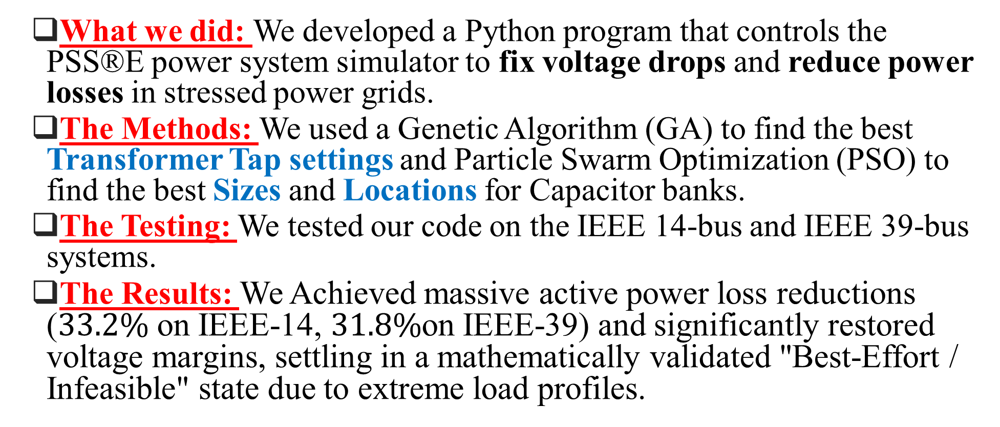 ❑What we did: We developed a Python program that controls the
PSS®E power system simulator to fix voltage drops and reduce power
losses in stressed power grids.
❑The Methods: We used a Genetic Algorithm (GA) to find the best
Transformer Tap settings and Particle Swarm Optimization (PSO) to
find the best Sizes and Locations for Capacitor banks.
❑The Testing: We tested our code on the IEEE 14-bus and IEEE 39-bus
systems.
❑The Results: We Achieved massive active power loss reductions
(33.2% on IEEE-14, 31.8%on IEEE-39) and significantly restored
voltage margins, settling in a mathematically validated "Best-Effort /
Infeasible" state due to extreme load profiles.